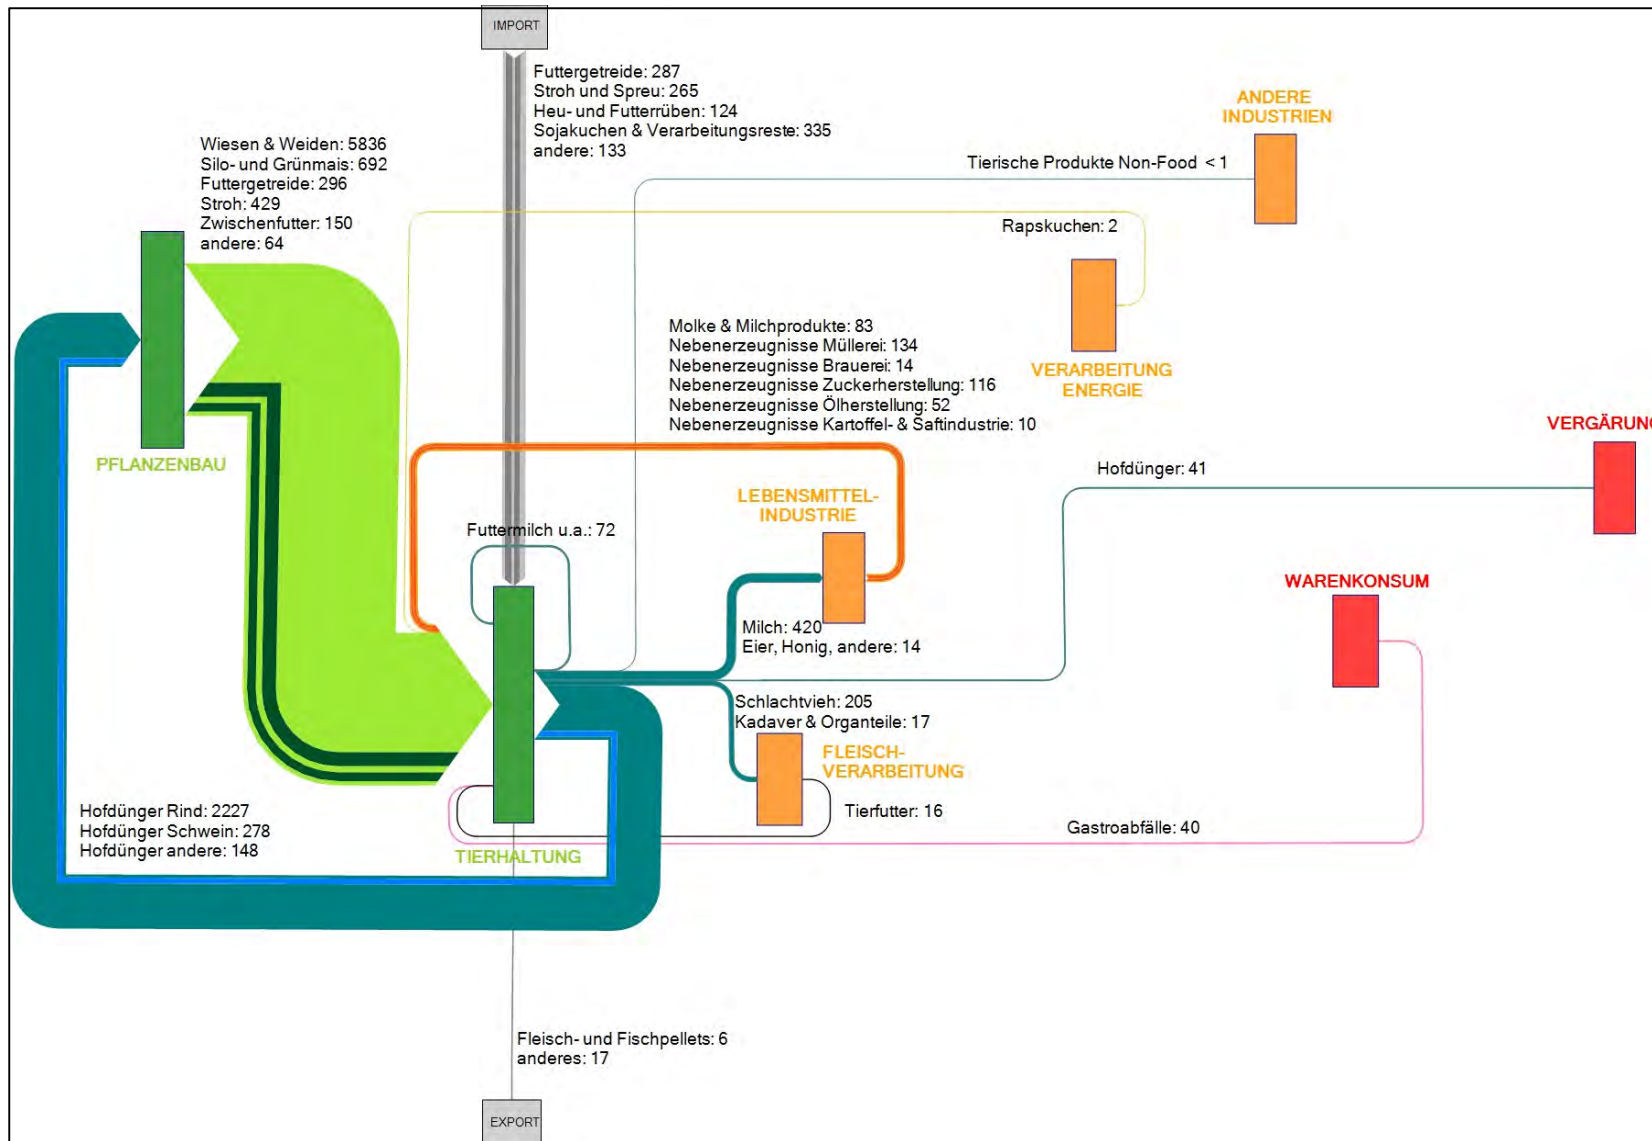 IMPORT
Futtergetreide: 287
Stroh und Spreu: 265
Heu- und Futterrüben: 124
Sojakuchen & Verarbeitungsreste: 335
andere: 133
ANDERE
INDUSTRIEN
Tierische Produkte Non-Food < 1
Wiesen & Weiden: 5836
Silo- und Grünmais: 692
Futtergetreide: 296
Stroh: 429
Zwischenfutter: 150
andere: 64
Rapskuchen: 2
VERARBEITUNG
ENERGIE
Molke & Milchprodukte: 83
Nebenerzeugnisse Müllerei: 134
Nebenerzeugnisse Brauerei: 14
Nebenerzeugnisse Zuckerherstellung: 116
Nebenerzeugnisse Ölherstellung: 52
Nebenerzeugnisse Kartoffel- & Saftindustrie: 10
PFLANZENBAU
VERGÄRUNG
Hofdünger: 41
LEBENSMITTEL-
INDUSTRIE
Futtermilch u.a.: 72
WARENKONSUM
Milch: 420
Eier, Honig, andere: 14
Schlachtvieh: 205
Kadaver & Organteile: 17
FLEISCH-
VERARBEITUNG
Tierfutter: 16
Gastroabfälle: 40
Hofdünger Rind: 2227
Hofdünger Schwein: 278
Hofdünger andere: 148
TIERHALTUNG
Fleisch- und Fischpellets: 6
anderes: 17
EXPORT